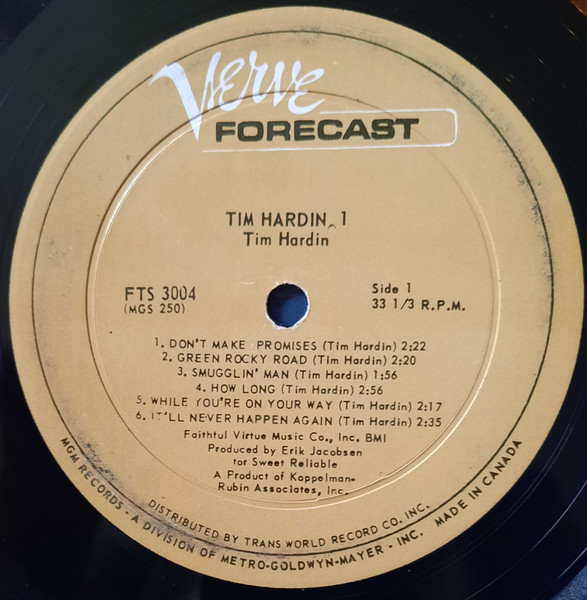 Verve
FORECAST
TIM HARDIN 1
Tim Hardin
FTS 3004
(MGS 250)
Side 1
33 1/3 R.P.M.
1. DON'T MAKE PROMISES (Tim Hardin) 2:22
2. GREEN ROCKY ROAD (Tim Hardin) 2:20
3. SMUGGLIN' MAN (Tim Hardin) 1:56
4. HOW LONG (Tim Hardin) 2:56
5. WHILE YOU'RE ON YOUR WAY (Tim Hardin) 2:17
6. IT'LL NEVER HAPPEN AGAIN (Tim Hardin) 2:35
Faithful Virtue Music Co., Inc. BMI
Produced by Erik Jacobsen
for Sweet Reliable
A Product of Koppelman-
Rubin Associates, Inc.
DISTRIBUTED BY TRANS WORLD RECORD CO. INC.
MGM RECORDS - A DIVISION OF METRO-GOLDWYN-MAYER - INC. MADE IN CANADA